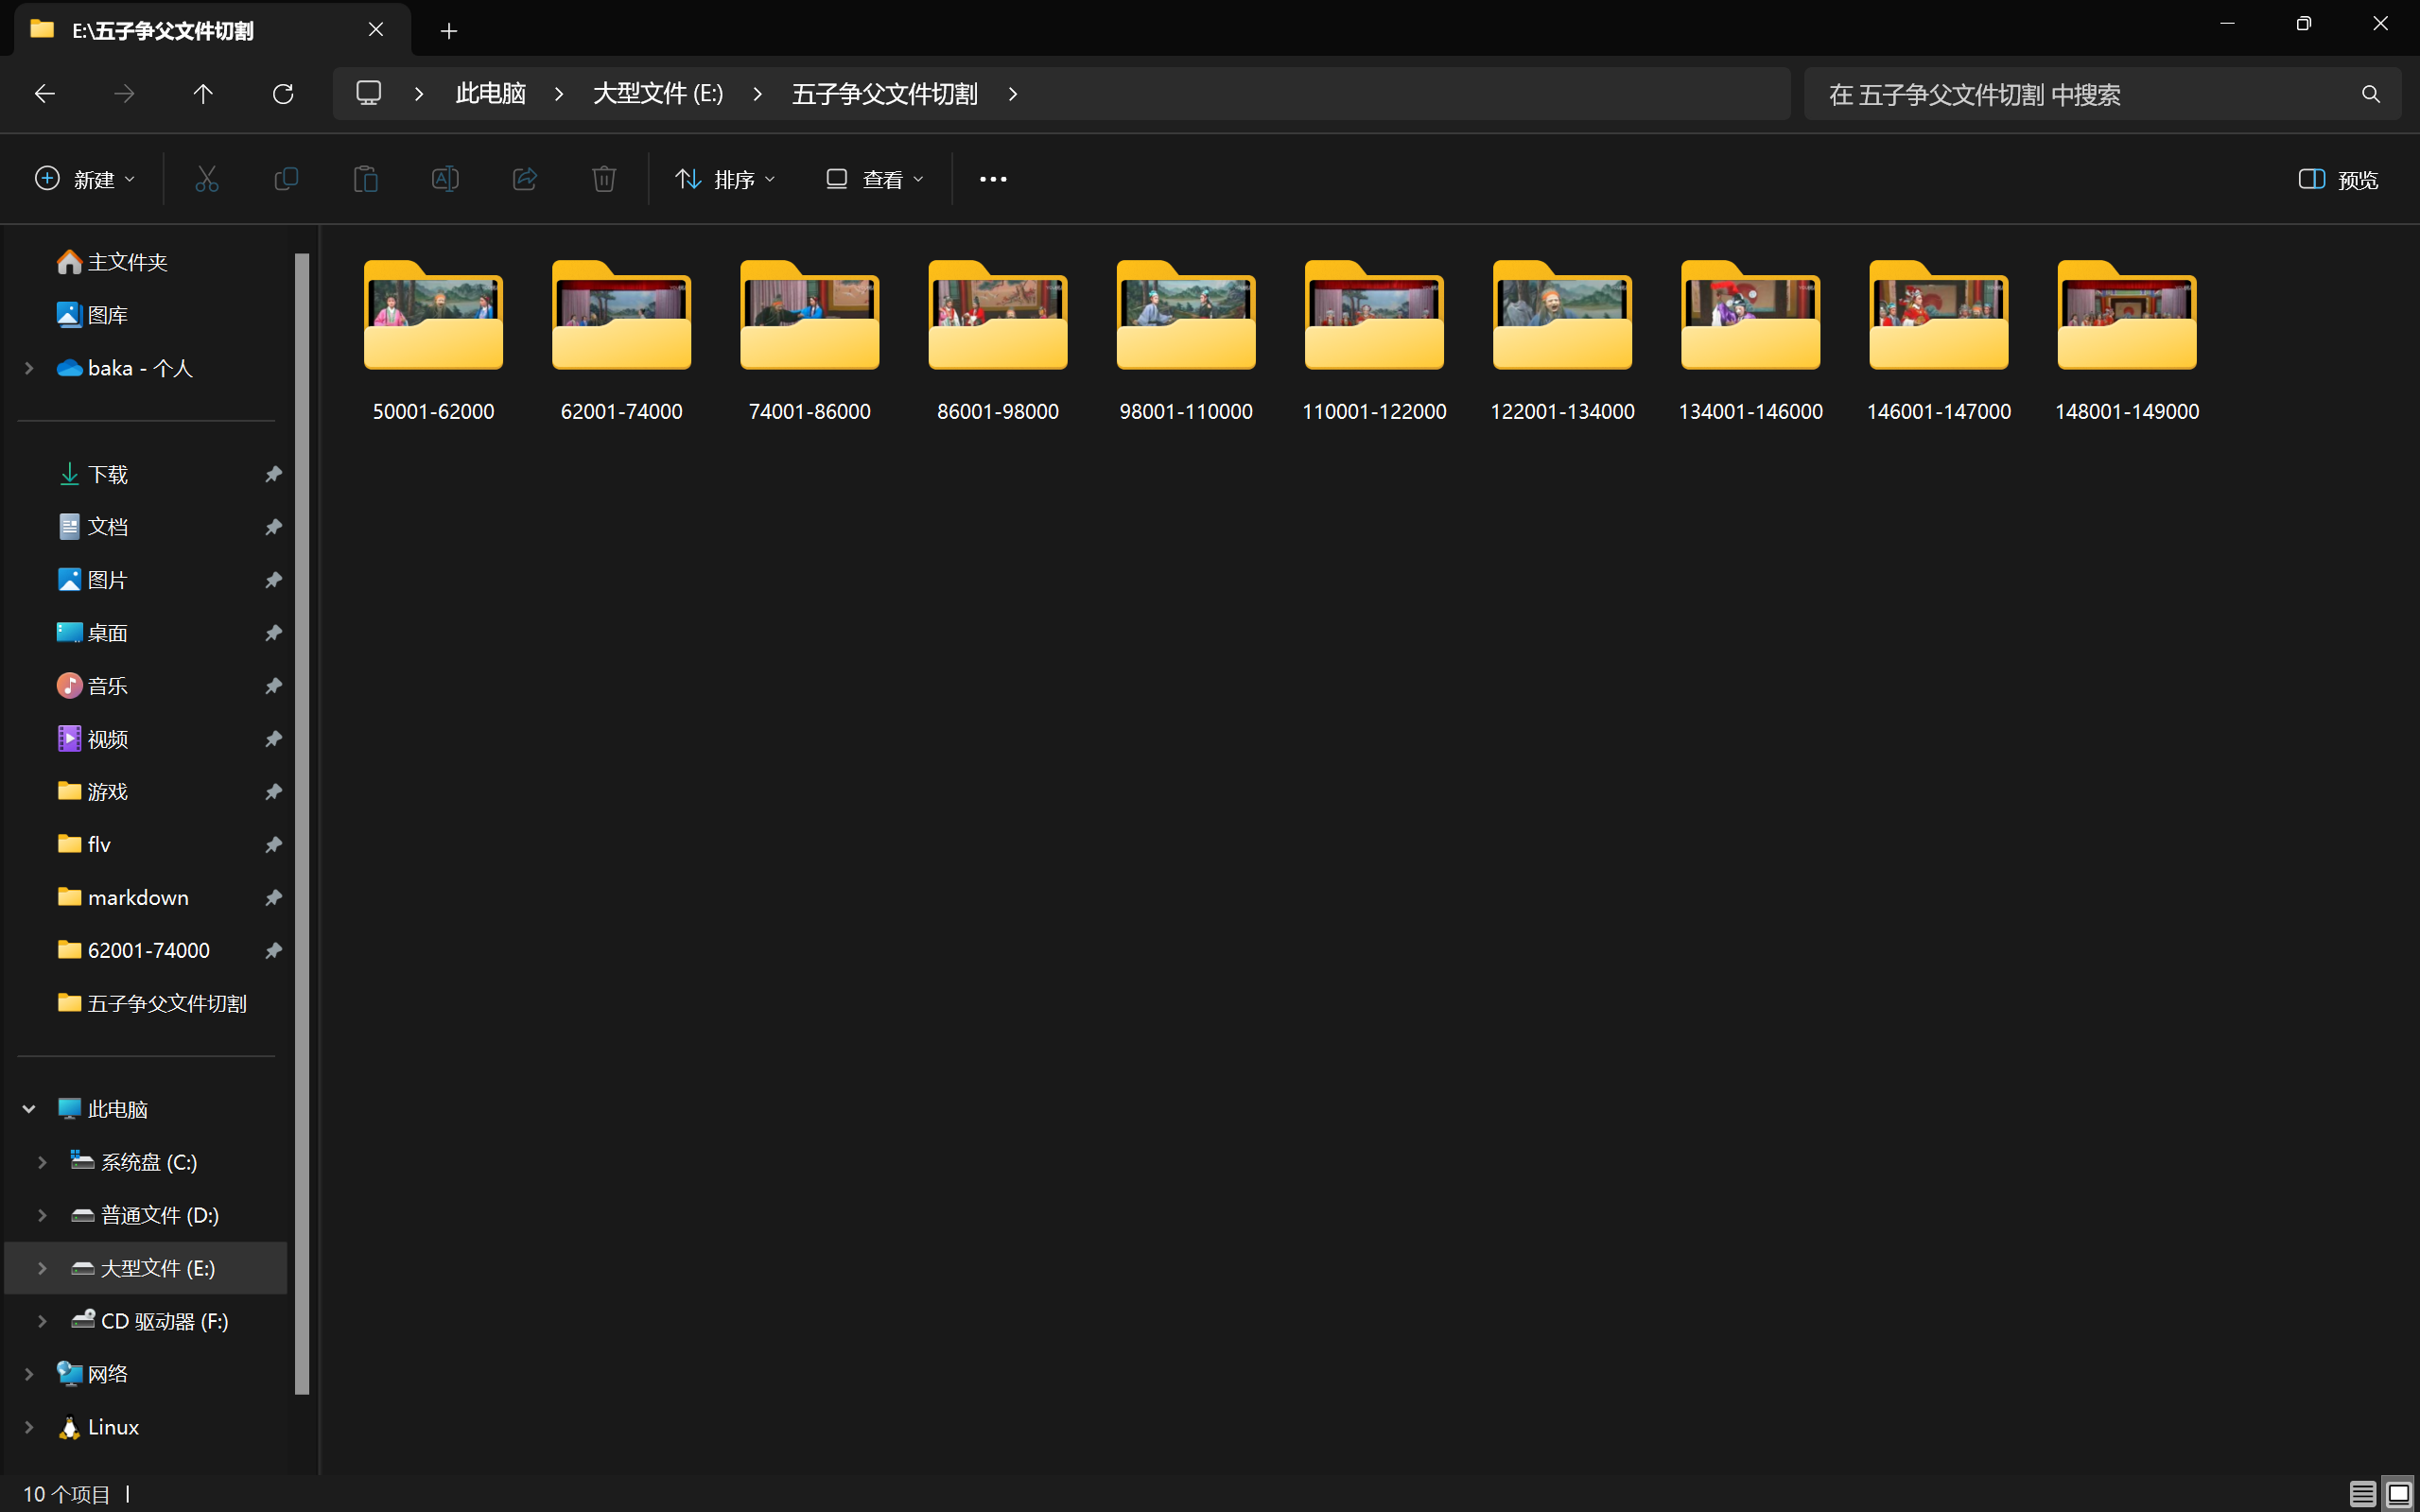 E:\五子争父文件切割
此电脑
大型文件 (E:)
五子争父文件切割
在 五子争父文件切割 中搜索
新建
排序
查看
预览
主文件夹
图库
baka - 个人
下载
文档
图片
桌面
音乐
视频
游戏
flv
markdown
62001-74000
五子争父文件切割
此电脑
系统盘 (C:)
普通文件 (D:)
大型文件 (E:)
CD 驱动器 (F:)
网络
Linux
50001-62000
62001-74000
74001-86000
86001-98000
98001-110000
110001-122000
122001-134000
134001-146000
146001-147000
148001-149000
10 个项目